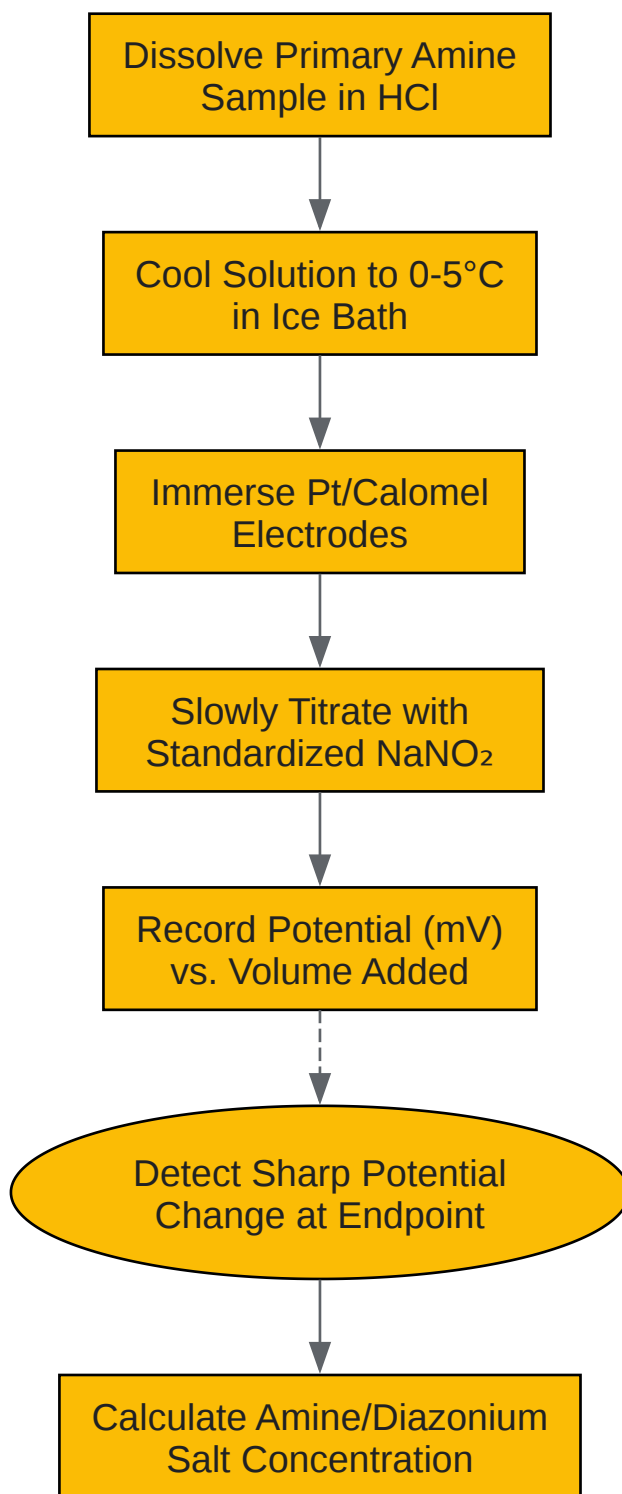 Dissolve Primary Amine
Sample in HCl
Cool Solution to 0-5°C
in Ice Bath
Immerse Pt/Calomel
Electrodes
Slowly Titrate with
Standardized NaNO₂
Record Potential (mV)
vs. Volume Added
Detect Sharp Potential
Change at Endpoint
Calculate Amine/Diazonium
Salt Concentration